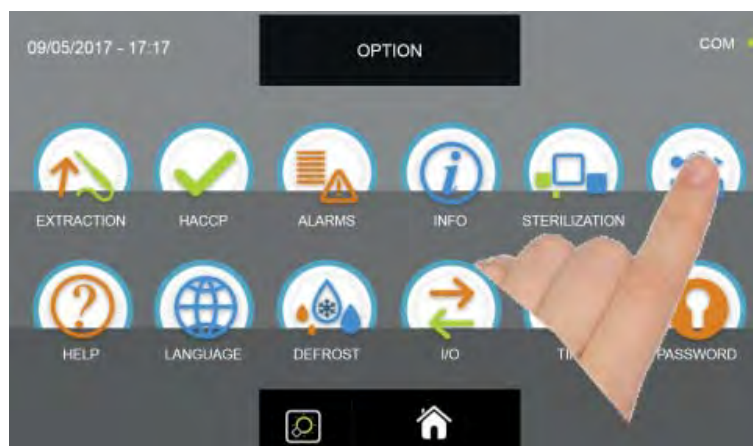 09/05/2017 - 17:17
OPTION
COM
EXTRACTION
HACCP
ALARMS
INFO
STERILIZATION
HELP
LANGUAGE
DEFROST
I/O
PASSWORD